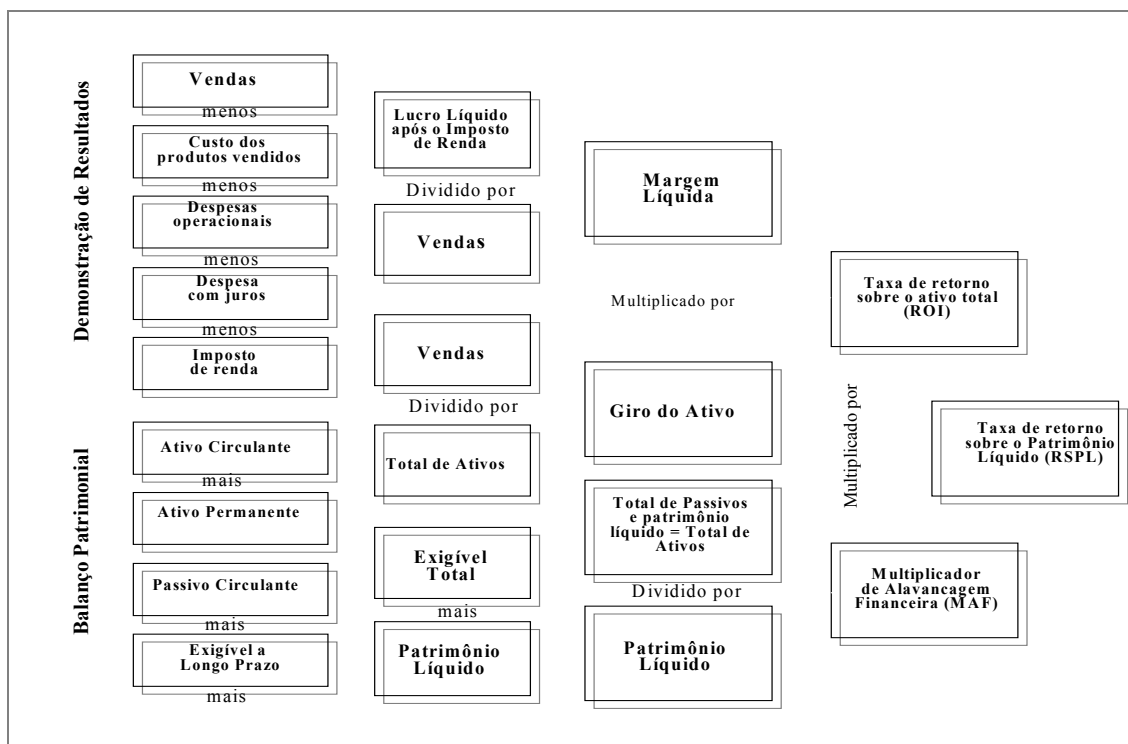 Demonstração de Resultados
Vendas
menos
Custo dos
produtos vendidos
menos
Despesas
operacionais
menos
Despesa
com juros
menos
Imposto
de renda
Balanço Patrimonial
Ativo Circulante
mais
Ativo Permanente
Passivo Circulante
mais
Exigível a
Longo Prazo
mais
Lucro Líquido
após o Imposto
de Renda
Dividido por
Vendas
Vendas
Dividido por
Total de Ativos
Exigível
Total
mais
Patrimônio
Líquido
Margem
Líquida
Multiplicado por
Giro do Ativo
Total de Passivos
e patrimônio
líquido = Total de
Ativos
Dividido por
Patrimônio
Líquido
Taxa de retorno
sobre o ativo total
(ROI)
Multiplicado por
Multiplicador
de Alavancagem
Financeira (MAF)
Taxa de retorno
sobre o Patrimônio
Líquido (RSPL)